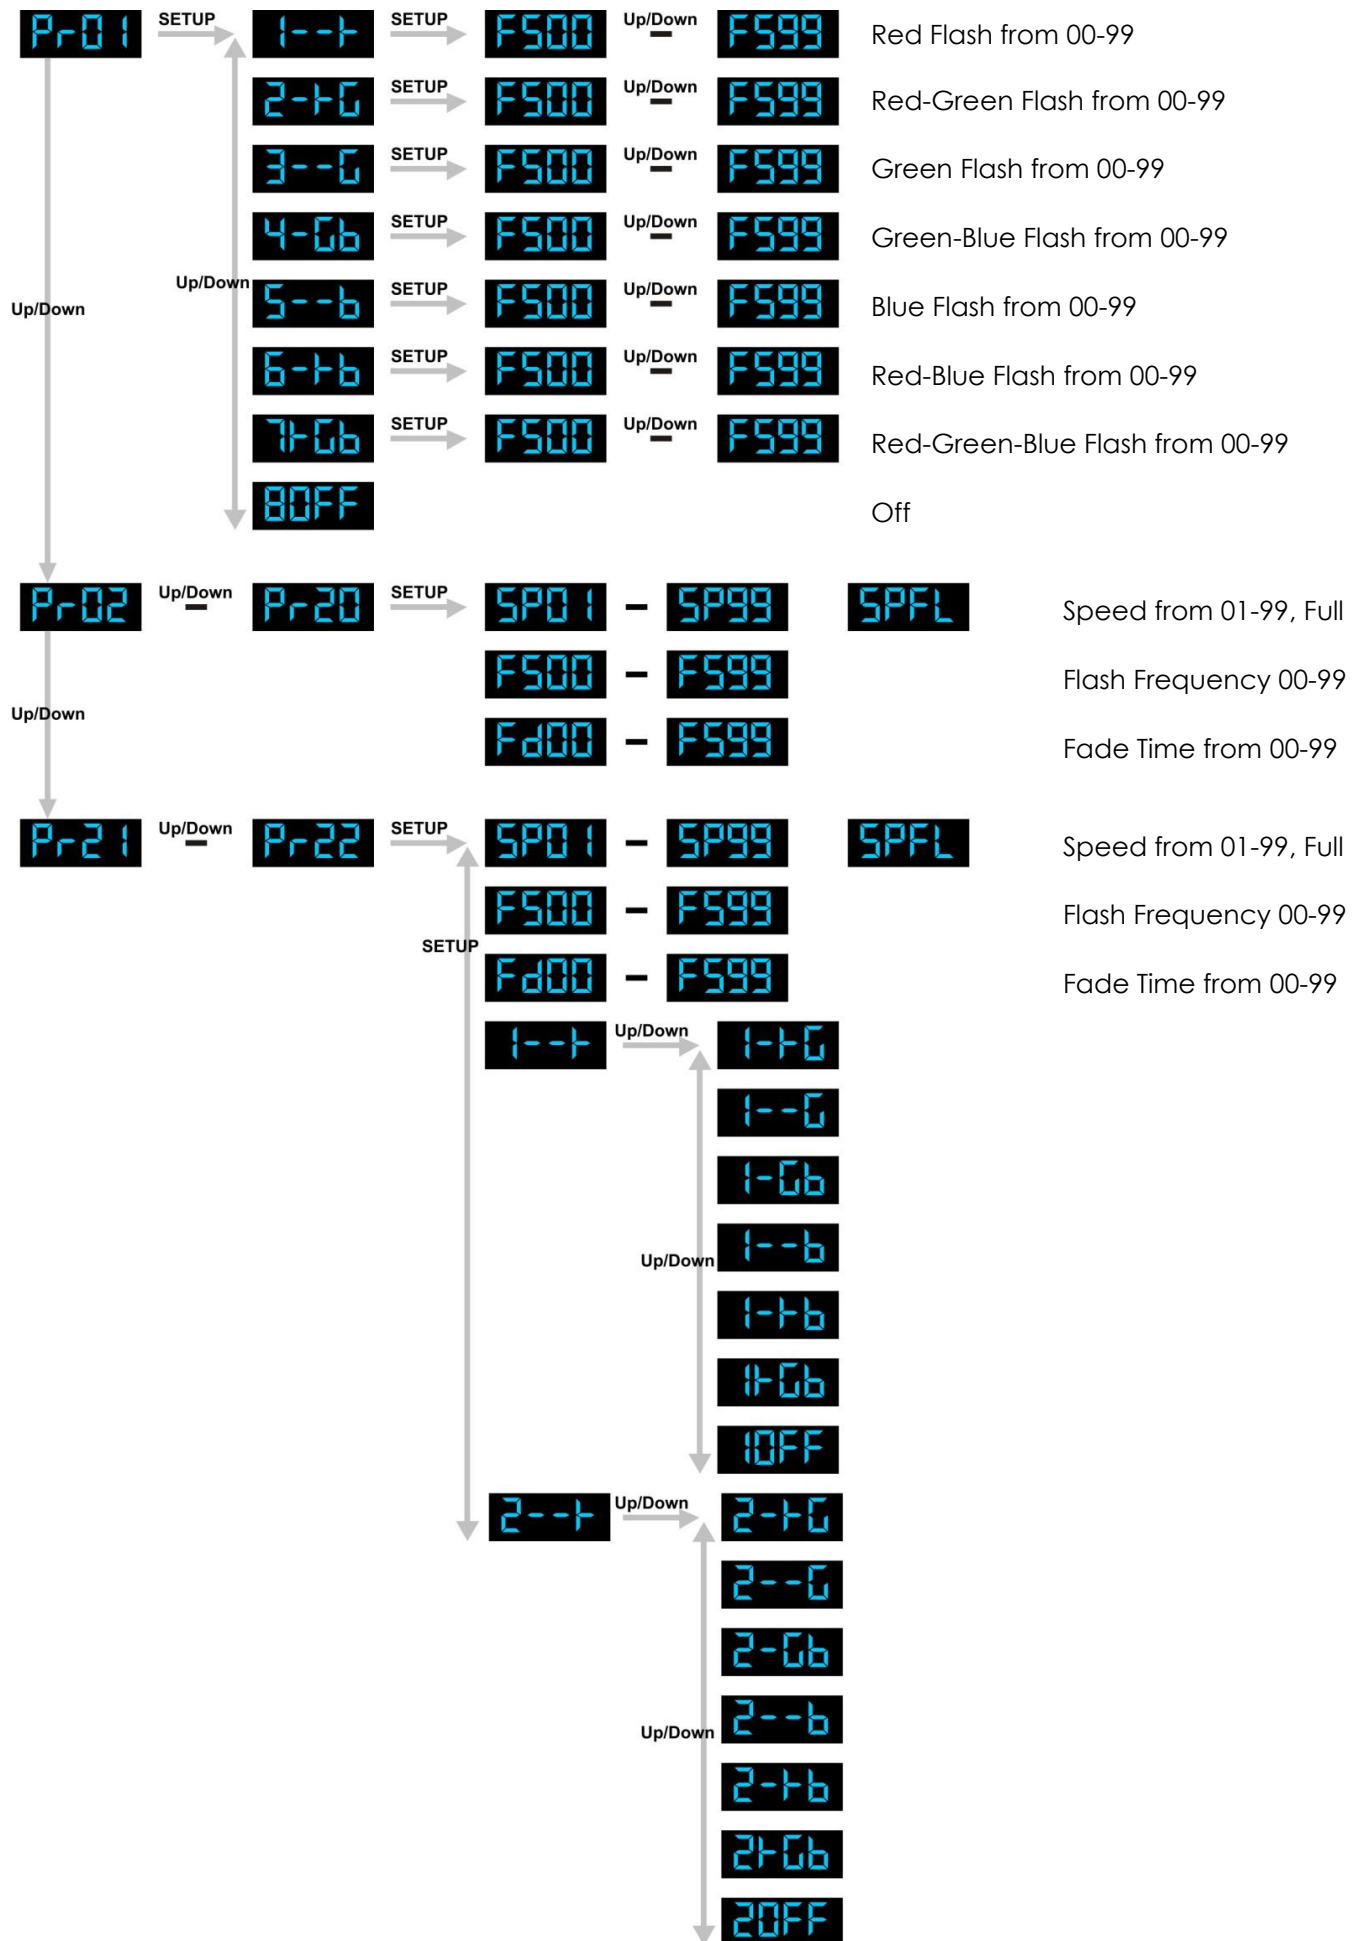 Pr01 SETUP 1--r SETUP FS00 Up/Down FS99 Red Flash from 00-99
2-rG SETUP FS00 Up/Down FS99 Red-Green Flash from 00-99
3--G SETUP FS00 Up/Down FS99 Green Flash from 00-99
4-Gb SETUP FS00 Up/Down FS99 Green-Blue Flash from 00-99
Up/Down
5--b SETUP FS00 Up/Down FS99 Blue Flash from 00-99
Up/Down
6-rb SETUP FS00 Up/Down FS99 Red-Blue Flash from 00-99
7rGb SETUP FS00 Up/Down FS99 Red-Green-Blue Flash from 00-99
8OFF Off
Pr02 Up/Down Pr20 SETUP SP01 - SP99 SPFL Speed from 01-99, Full
FS00 - FS99 Flash Frequency 00-99
Up/Down
Fd00 - FS99 Fade Time from 00-99
Pr21 Up/Down Pr22 SETUP SP01 - SP99 SPFL Speed from 01-99, Full
FS00 - FS99 Flash Frequency 00-99
SETUP
Fd00 - FS99 Fade Time from 00-99
1--r Up/Down 1-rG
1--G
1-Gb
1--b
Up/Down
1-rb
1rGb
1OFF
2--r Up/Down 2-rG
2--G
2-Gb
2--b
Up/Down
2-rb
2rGb
2OFF